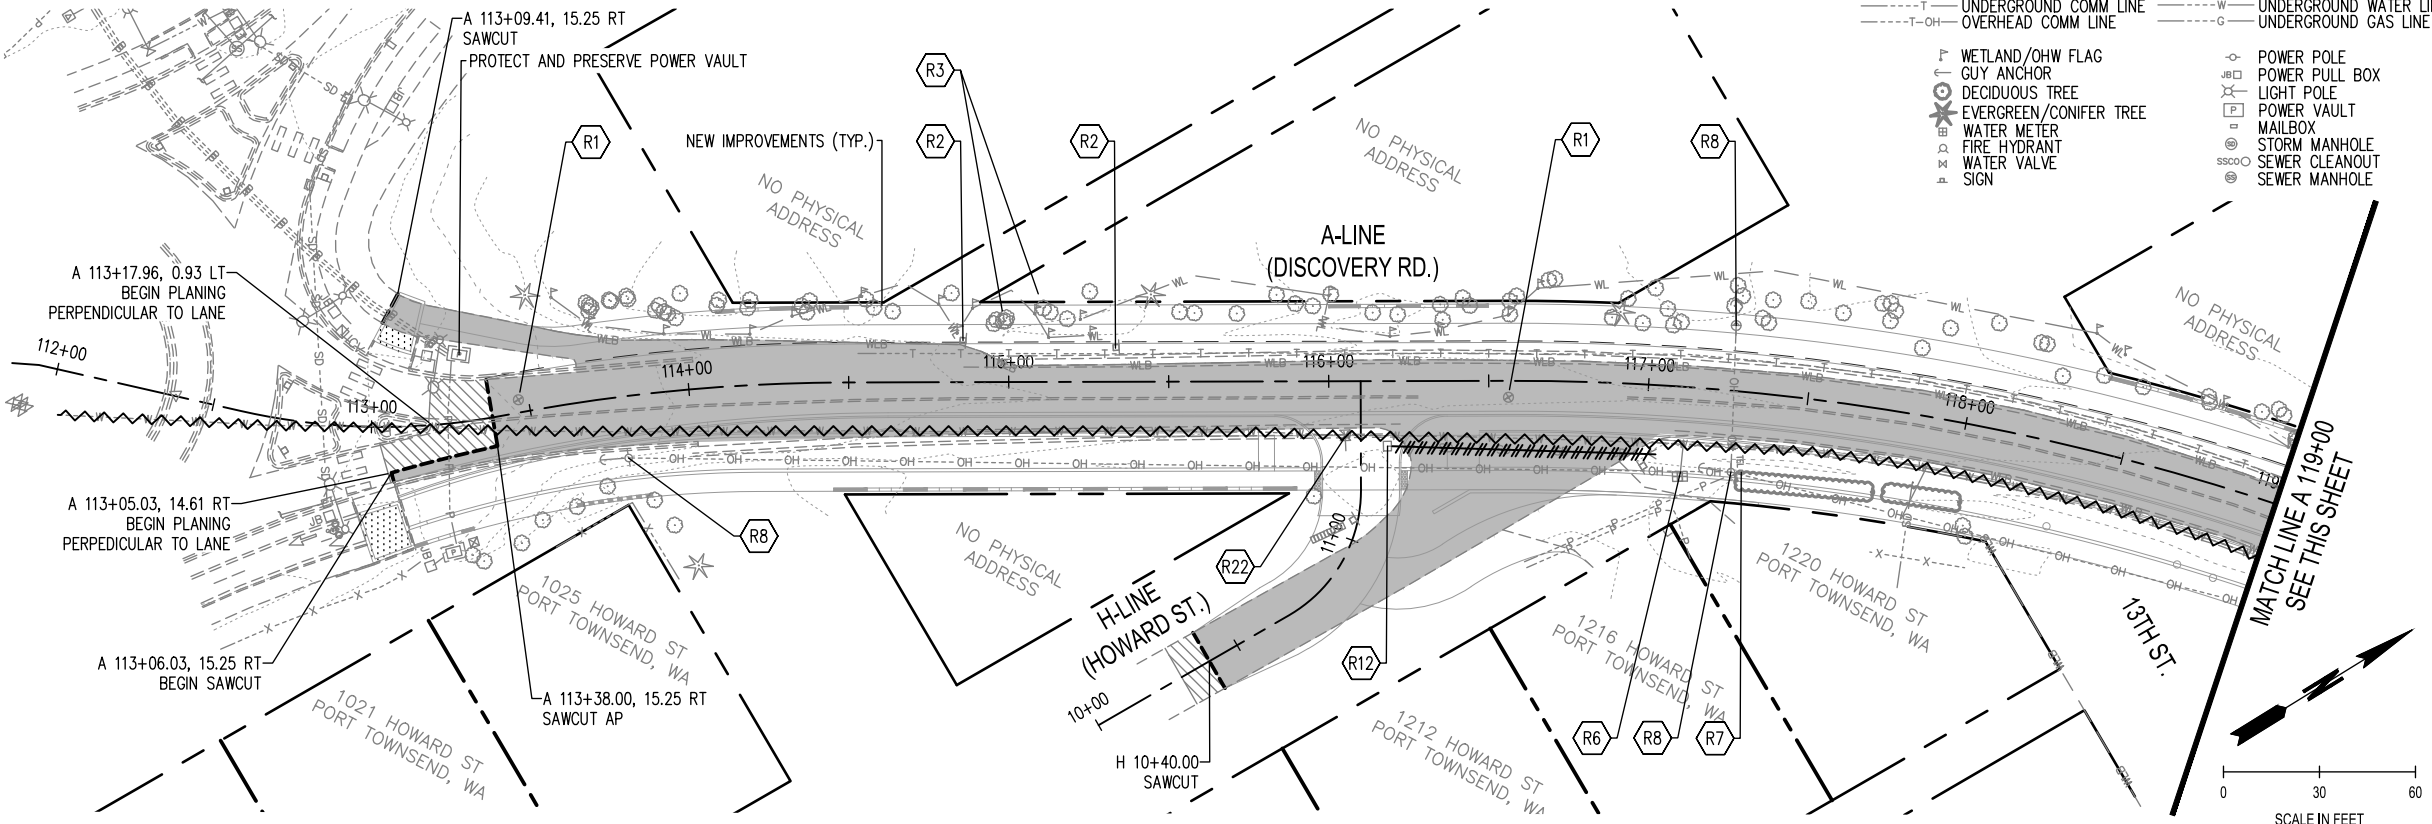 A 113+09.41, 15.25 RT
SAWCUT
PROTECT AND PRESERVE POWER VAULT
R1
NEW IMPROVEMENTS (TYP.)
R3
R2
R2
R1
R8
NO PHYSICAL
ADDRESS
NO PHYSICAL
ADDRESS
A-LINE
(DISCOVERY RD.)
UNDERGROUND COMM LINE
OVERHEAD COMM LINE
UNDERGROUND GAS LINE
T
T-OH
W
G
WETLAND/OHW FLAG
GUY ANCHOR
DECIDUOUS TREE
EVERGREEN/CONIFER TREE
WATER METER
FIRE HYDRANT
WATER VALVE
SIGN
POWER POLE
JB POWER PULL BOX
LIGHT POLE
P POWER VAULT
MAILBOX
SD STORM MANHOLE
SSCO SEWER CLEANOUT
SS SEWER MANHOLE
NO PHYSICAL
ADDRESS
A 113+17.96, 0.93 LT
BEGIN PLANING
PERPENDICULAR TO LANE
112+00
113+00
114+00
115+00
116+00
117+00
118+00
119
A 113+05.03, 14.61 RT
BEGIN PLANING
PERPEDICULAR TO LANE
A 113+06.03, 15.25 RT
BEGIN SAWCUT
A 113+38.00, 15.25 RT
SAWCUT AP
R8
1025 HOWARD ST
PORT TOWNSEND, WA
1021 HOWARD ST
PORT TOWNSEND, WA
NO PHYSICAL
ADDRESS
R22
H-LINE
(HOWARD ST.)
11+00
10+00
H 10+40.00
SAWCUT
R12
R6
R8
R7
1212 HOWARD ST
PORT TOWNSEND, WA
1216 HOWARD ST
PORT TOWNSEND, WA
1220 HOWARD ST
PORT TOWNSEND, WA
13TH ST.
MATCH LINE A 119+00
SEE THIS SHEET
0 30 60
SCALE IN FEET